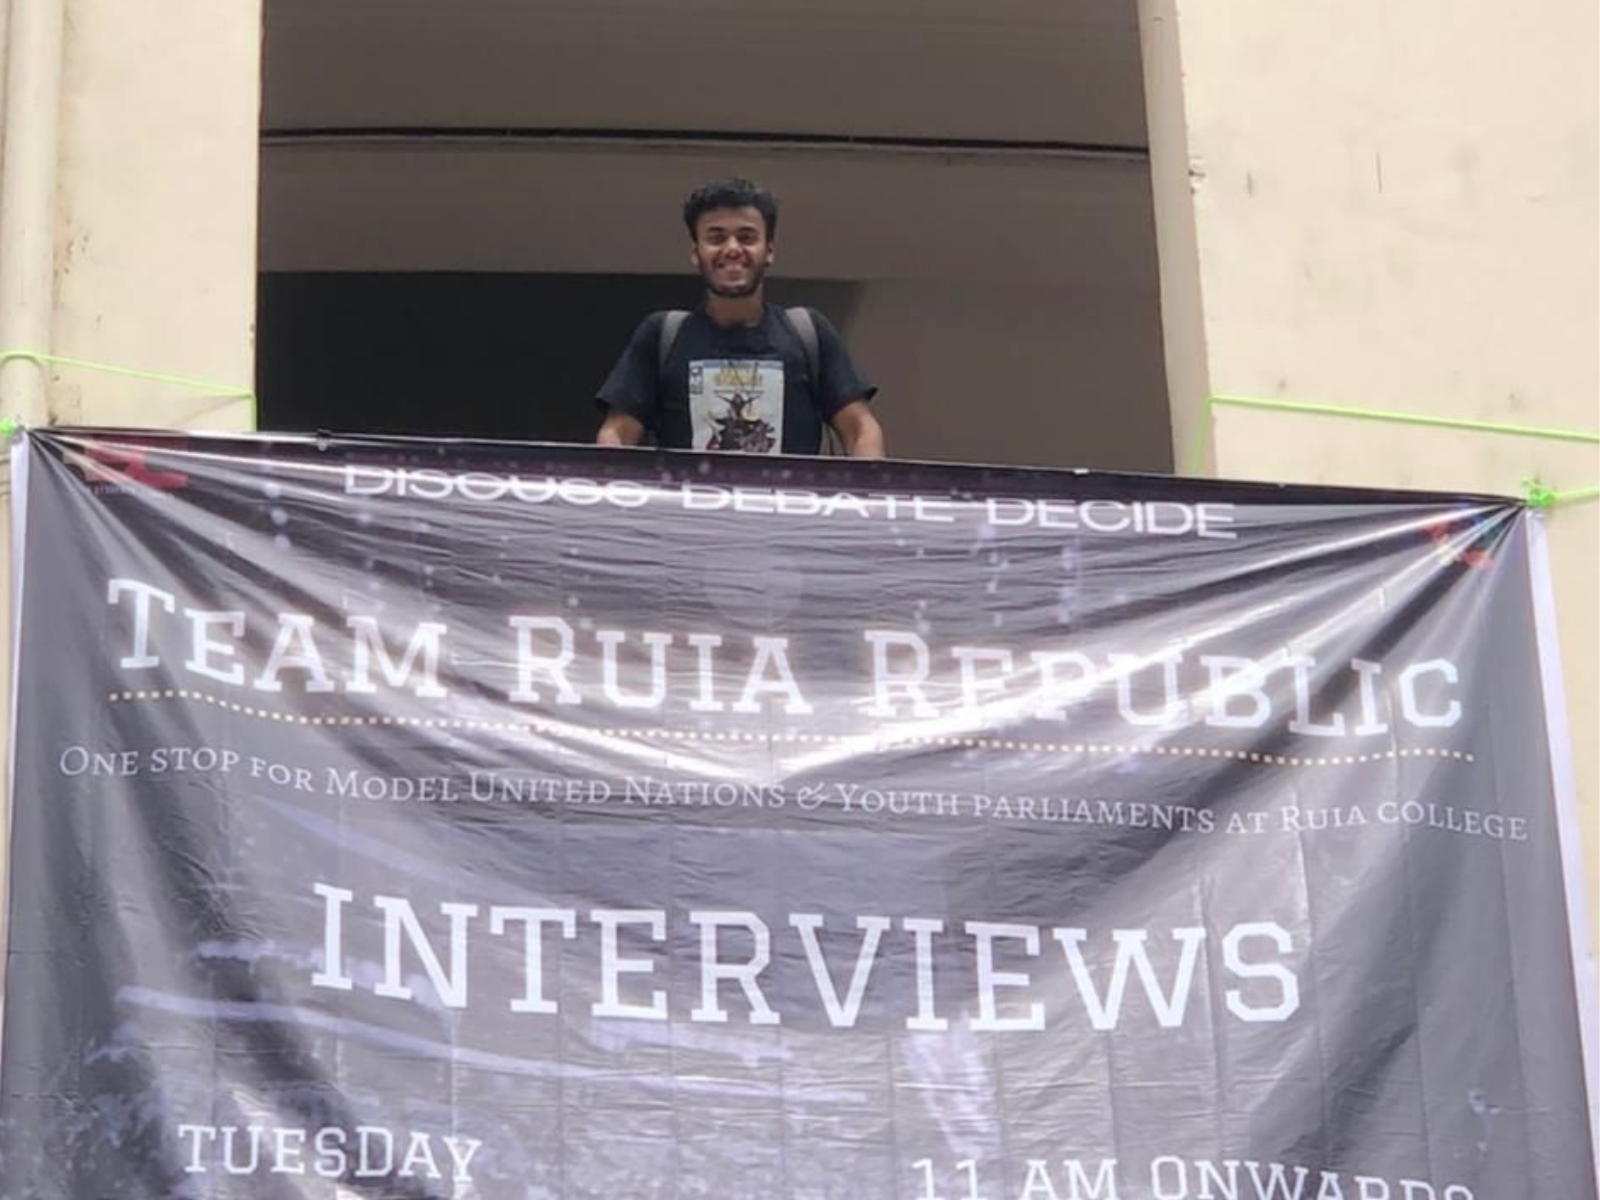 DISCUSS DEBATE DECIDE
TEAM RUIA REPUBLIC
ONE STOP FOR MODEL UNITED NATIONS & YOUTH PARLIAMENTS AT RUIA COLLEGE
INTERVIEWS
TUESDAY
11 AM ONWARDS